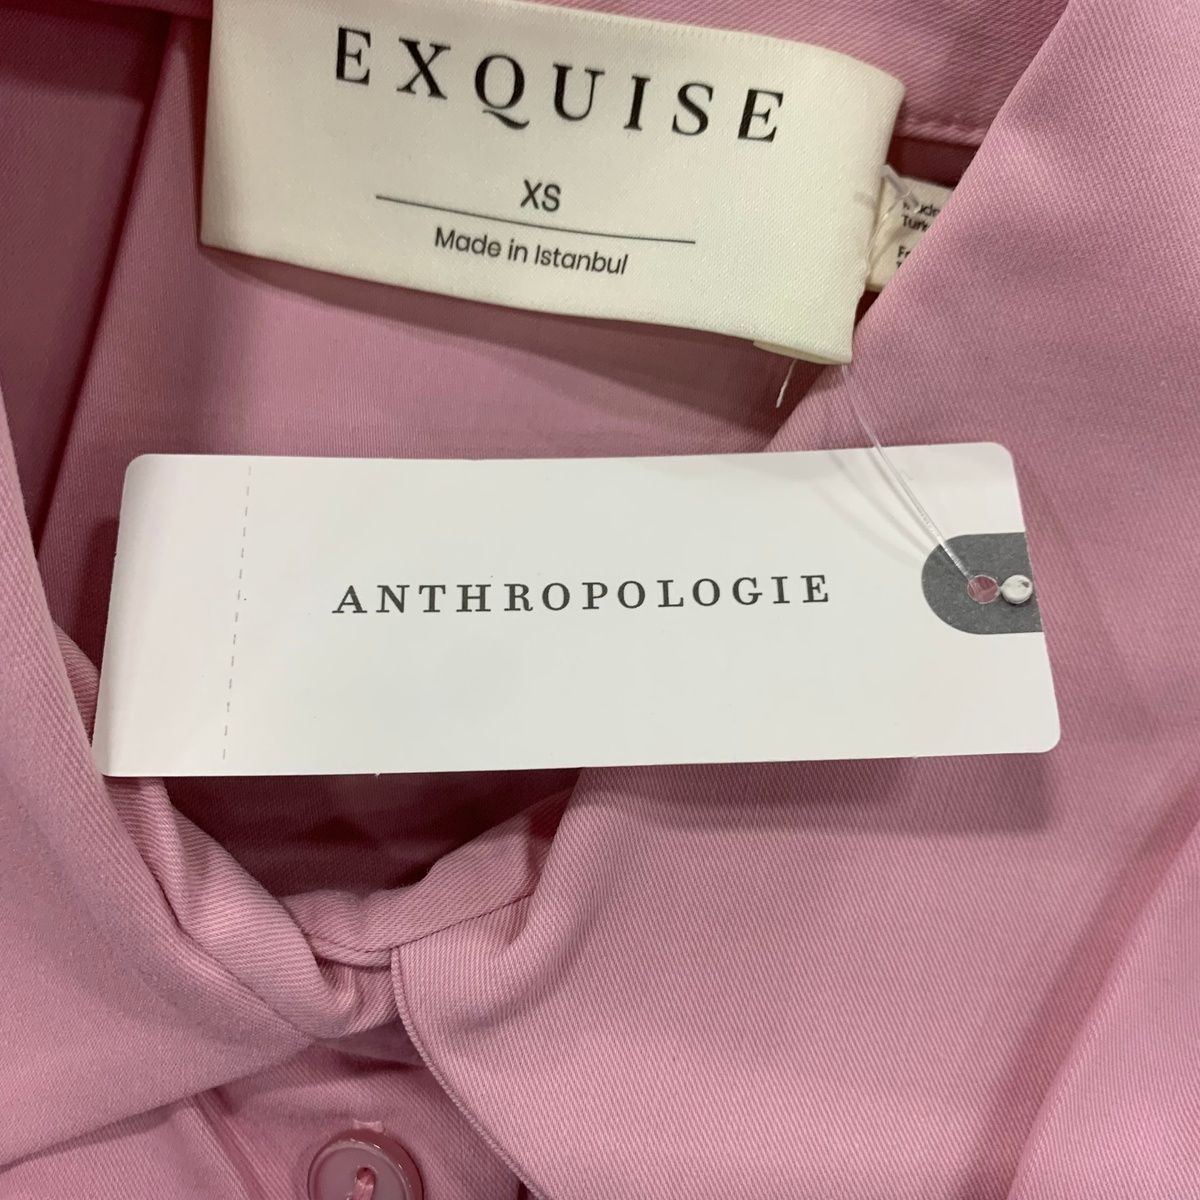 EXQUISE
XS
Made in Istanbul
ANTHROPOLOGIE